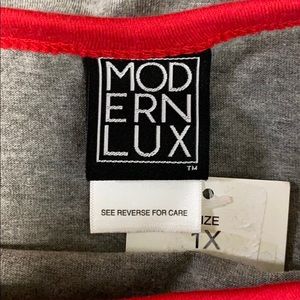 MOD
ERN
LUX
™
SEE REVERSE FOR CARE
IZE
1X